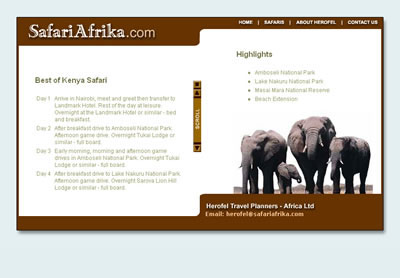 SafariAfrika.com
HOME | SAFARIS | ABOUT HEROFEL | CONTACT US
Best of Kenya Safari
Day 1 Arrive in Nairobi, meet and greet then transfer to
Landmark Hotel. Rest of the day at leisure.
Overnight at the Landmark Hotel or similar - bed
and breakfast.
Day 2 After breakfast drive to Amboseli National Park.
Afternoon game drive. Overnight Tukai Lodge or
similar - full board.
Day 3 Early morning, morning and afternoon game
drives in Amboseli National Park. Overnight Tukai
Lodge or similar - full board.
Day 4 After breakfast drive to Lake Nakuru National Park.
Afternoon game drive. Overnight Sarova Lion Hill
Lodge or similar - full board.
SCROLL
Highlights
Amboseli National Park
Lake Nakuru National Park
Masai Mara National Reserve
Beach Extension
Herofel Travel Planners - Africa Ltd
Email: herofel@safariafrika.com